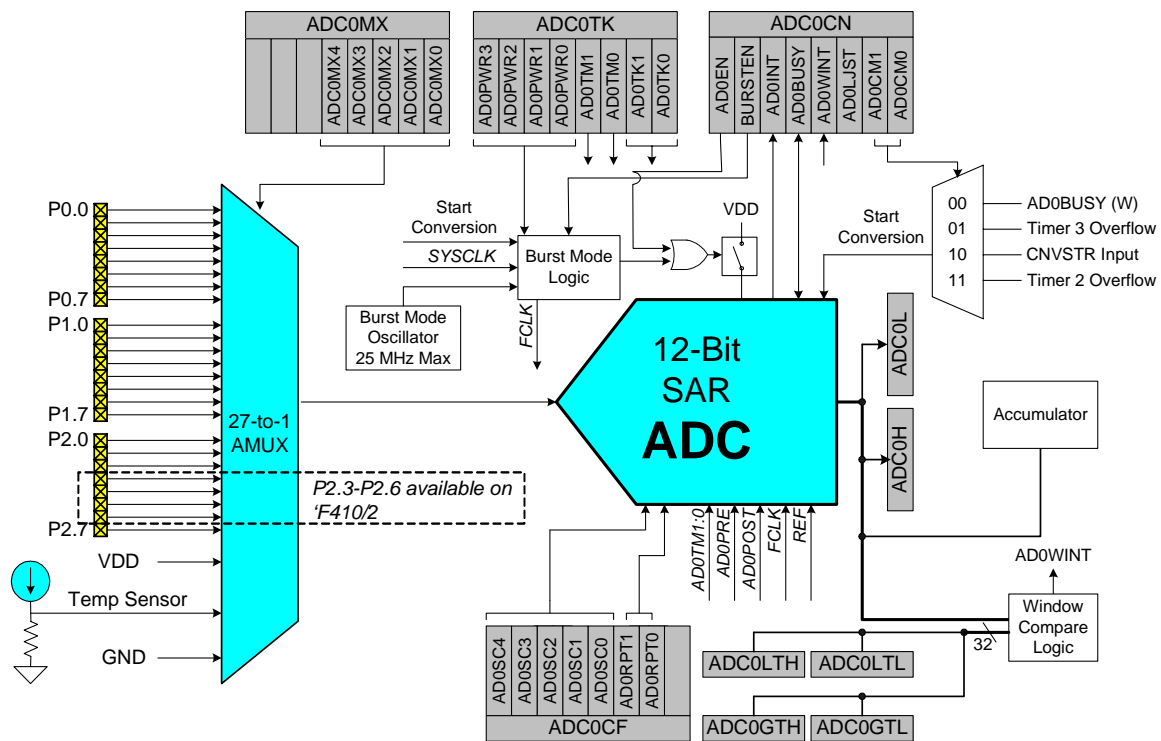 ADC0MX
ADC0MX4
ADC0MX3
ADC0MX2
ADC0MX1
ADC0MX0
ADC0TK
AD0PWR3
AD0PWR2
AD0PWR1
AD0PWR0
AD0TM1
AD0TM0
AD0TK1
AD0TK0
ADC0CN
AD0EN
BURSTEN
AD0INT
AD0BUSY
AD0WINT
AD0LJST
AD0CM1
AD0CM0
P0.0
P0.7
P1.0
P1.7
P2.0
P2.7
VDD
Temp Sensor
GND
27-to-1
AMUX
P2.3-P2.6 available on
‘F410/2
Start
Conversion
SYSCLK
Burst Mode
Logic
Burst Mode
Oscillator
25 MHz Max
FCLK
VDD
Start
Conversion
00
01
10
11
AD0BUSY (W)
Timer 3 Overflow
CNVSTR Input
Timer 2 Overflow
12-Bit
SAR
ADC
ADC0L
ADC0H
Accumulator
AD0TM1:0
AD0PRE
AD0POST
FCLK
REF
AD0WINT
Window
Compare
Logic
32
AD0SC4
AD0SC3
AD0SC2
AD0SC1
AD0SC0
AD0RPT1
AD0RPT0
ADC0CF
ADC0LTH
ADC0LTL
ADC0GTH
ADC0GTL